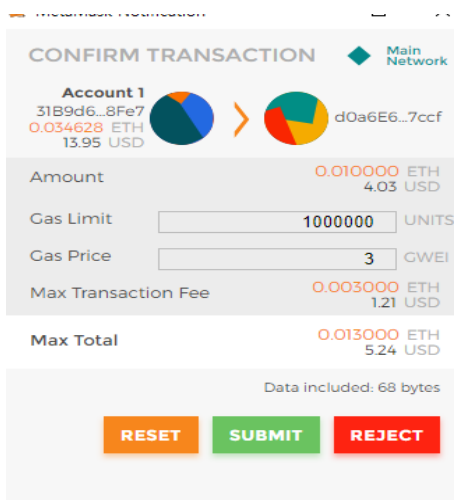 MetaMask Notification
CONFIRM TRANSACTION
Main
Network
Account 1
31B9d6...8Fe7
0.034628 ETH
13.95 USD
d0a6E6...7ccf
Amount
0.010000 ETH
4.03 USD
Gas Limit
1000000 UNITS
Gas Price
3 GWEI
Max Transaction Fee
0.003000 ETH
1.21 USD
Max Total
0.013000 ETH
5.24 USD
Data included: 68 bytes
RESET SUBMIT REJECT